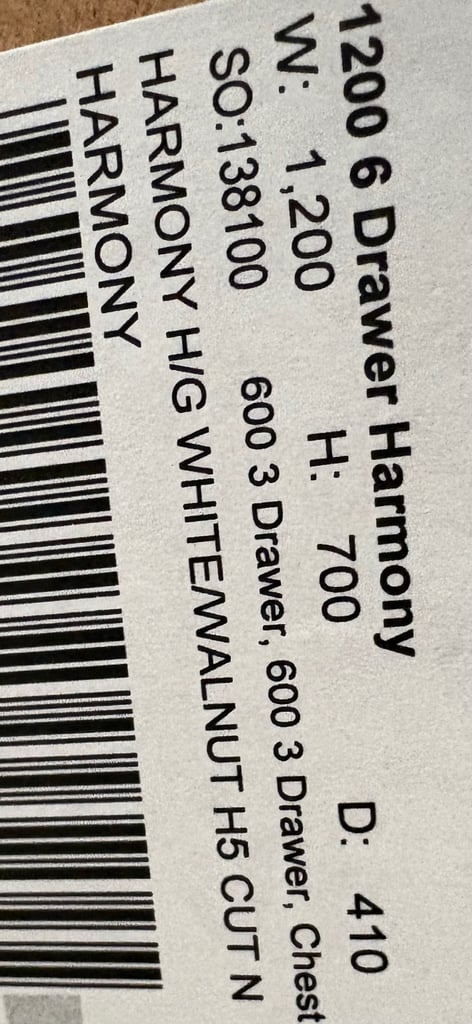 1200 6 Drawer Harmony
W: 1,200 H: 700 D: 410
SO:138100 600 3 Drawer, 600 3 Drawer, Chest
HARMONY H/G WHITE/WALNUT H5 CUT N
HARMONY